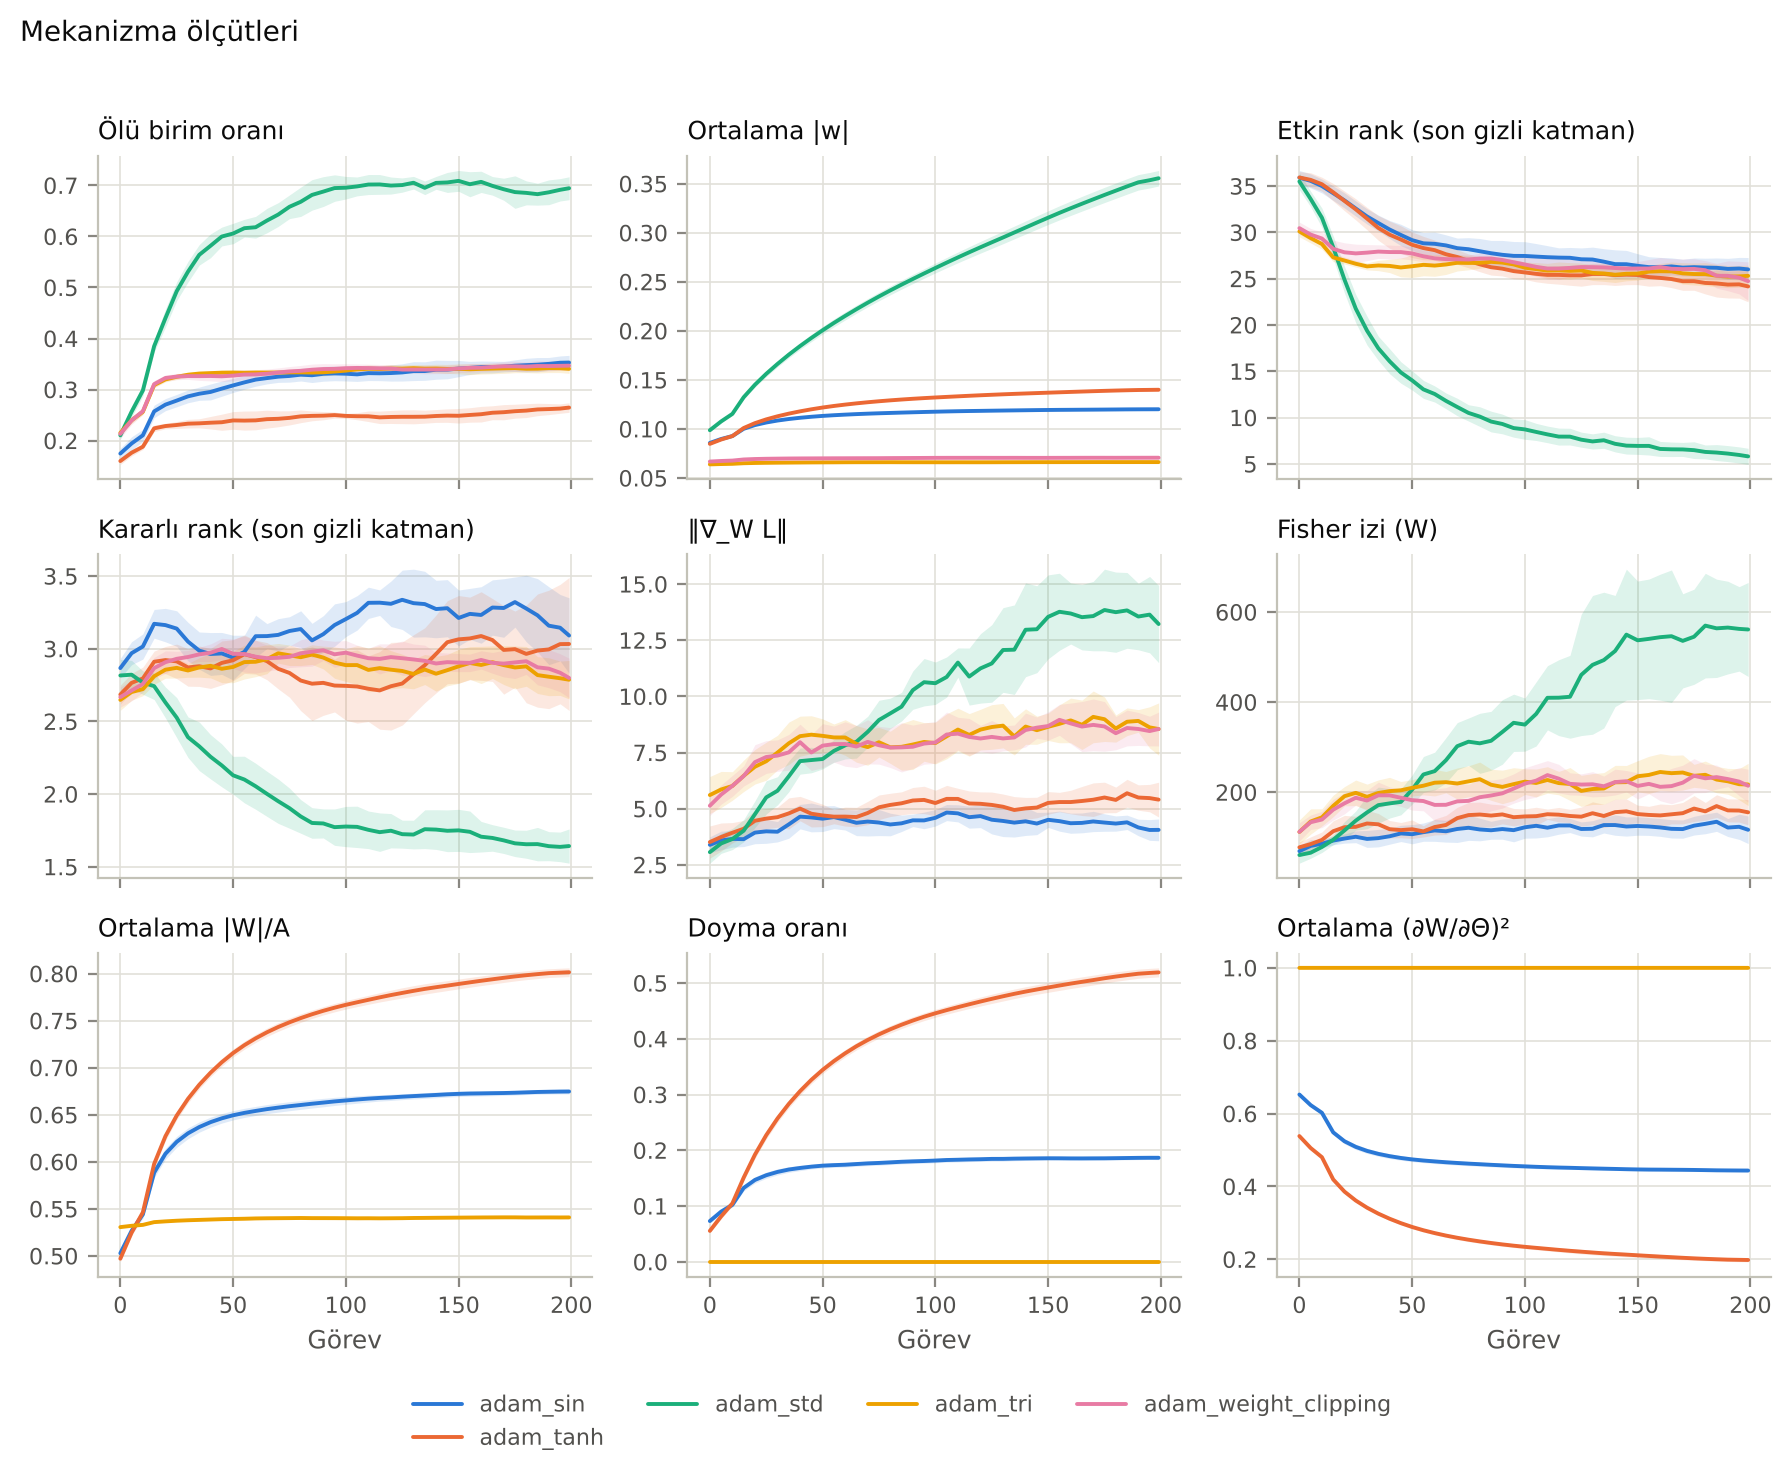 Mekanizma ölçütleri
Ölü birim oranı
0.7
0.6
0.5
0.4
0.3
0.2
Ortalama |w|
0.35
0.30
0.25
0.20
0.15
0.10
0.05
Etkin rank (son gizli katman)
35
30
25
20
15
10
5
Kararlı rank (son gizli katman)
3.5
3.0
2.5
2.0
1.5
‖∇_W L‖
15.0
12.5
10.0
7.5
5.0
2.5
Fisher izi (W)
600
400
200
Ortalama |W|/A
0.80
0.75
0.70
0.65
0.60
0.55
0.50
0 50 100 150 200
Görev
Doyma oranı
0.5
0.4
0.3
0.2
0.1
0.0
0 50 100 150 200
Görev
Ortalama (∂W/∂Θ)²
1.0
0.8
0.6
0.4
0.2
0 50 100 150 200
Görev
adam_sin adam_std adam_tri adam_weight_clipping
adam_tanh